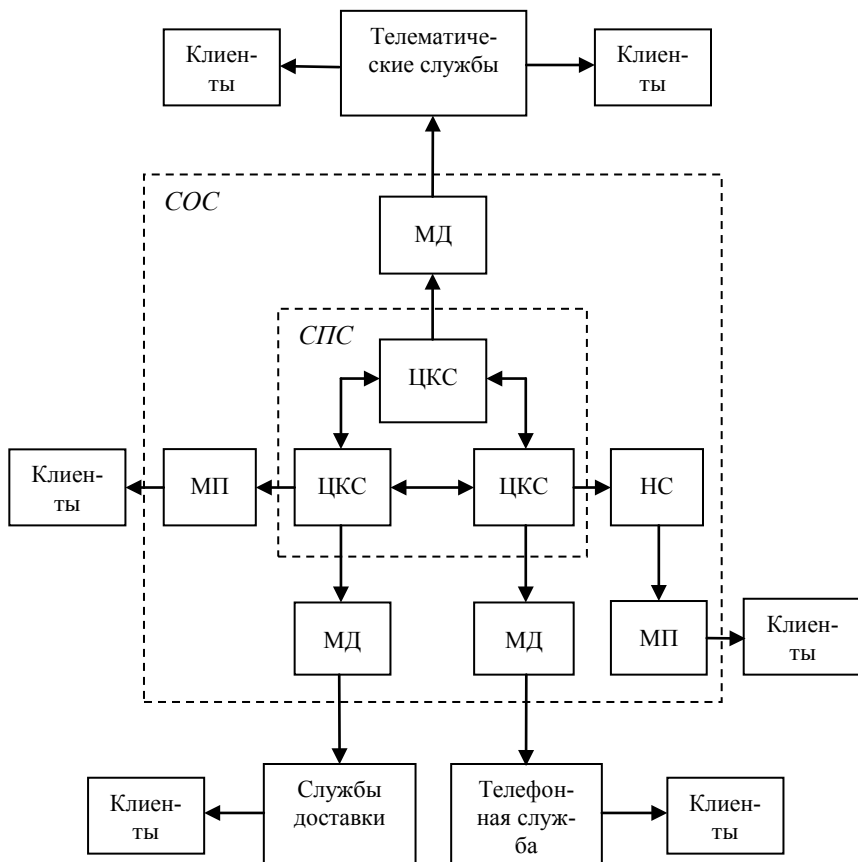 Клиен-
ты
Телематиче-
ские службы
Клиен-
ты
СОС
МД
СПС
ЦКС
Клиен-
ты
МП
ЦКС
ЦКС
НС
МД
МД
МП
Клиен-
ты
Клиен-
ты
Службы
доставки
Телефон-
ная служ-
ба
Клиен-
ты